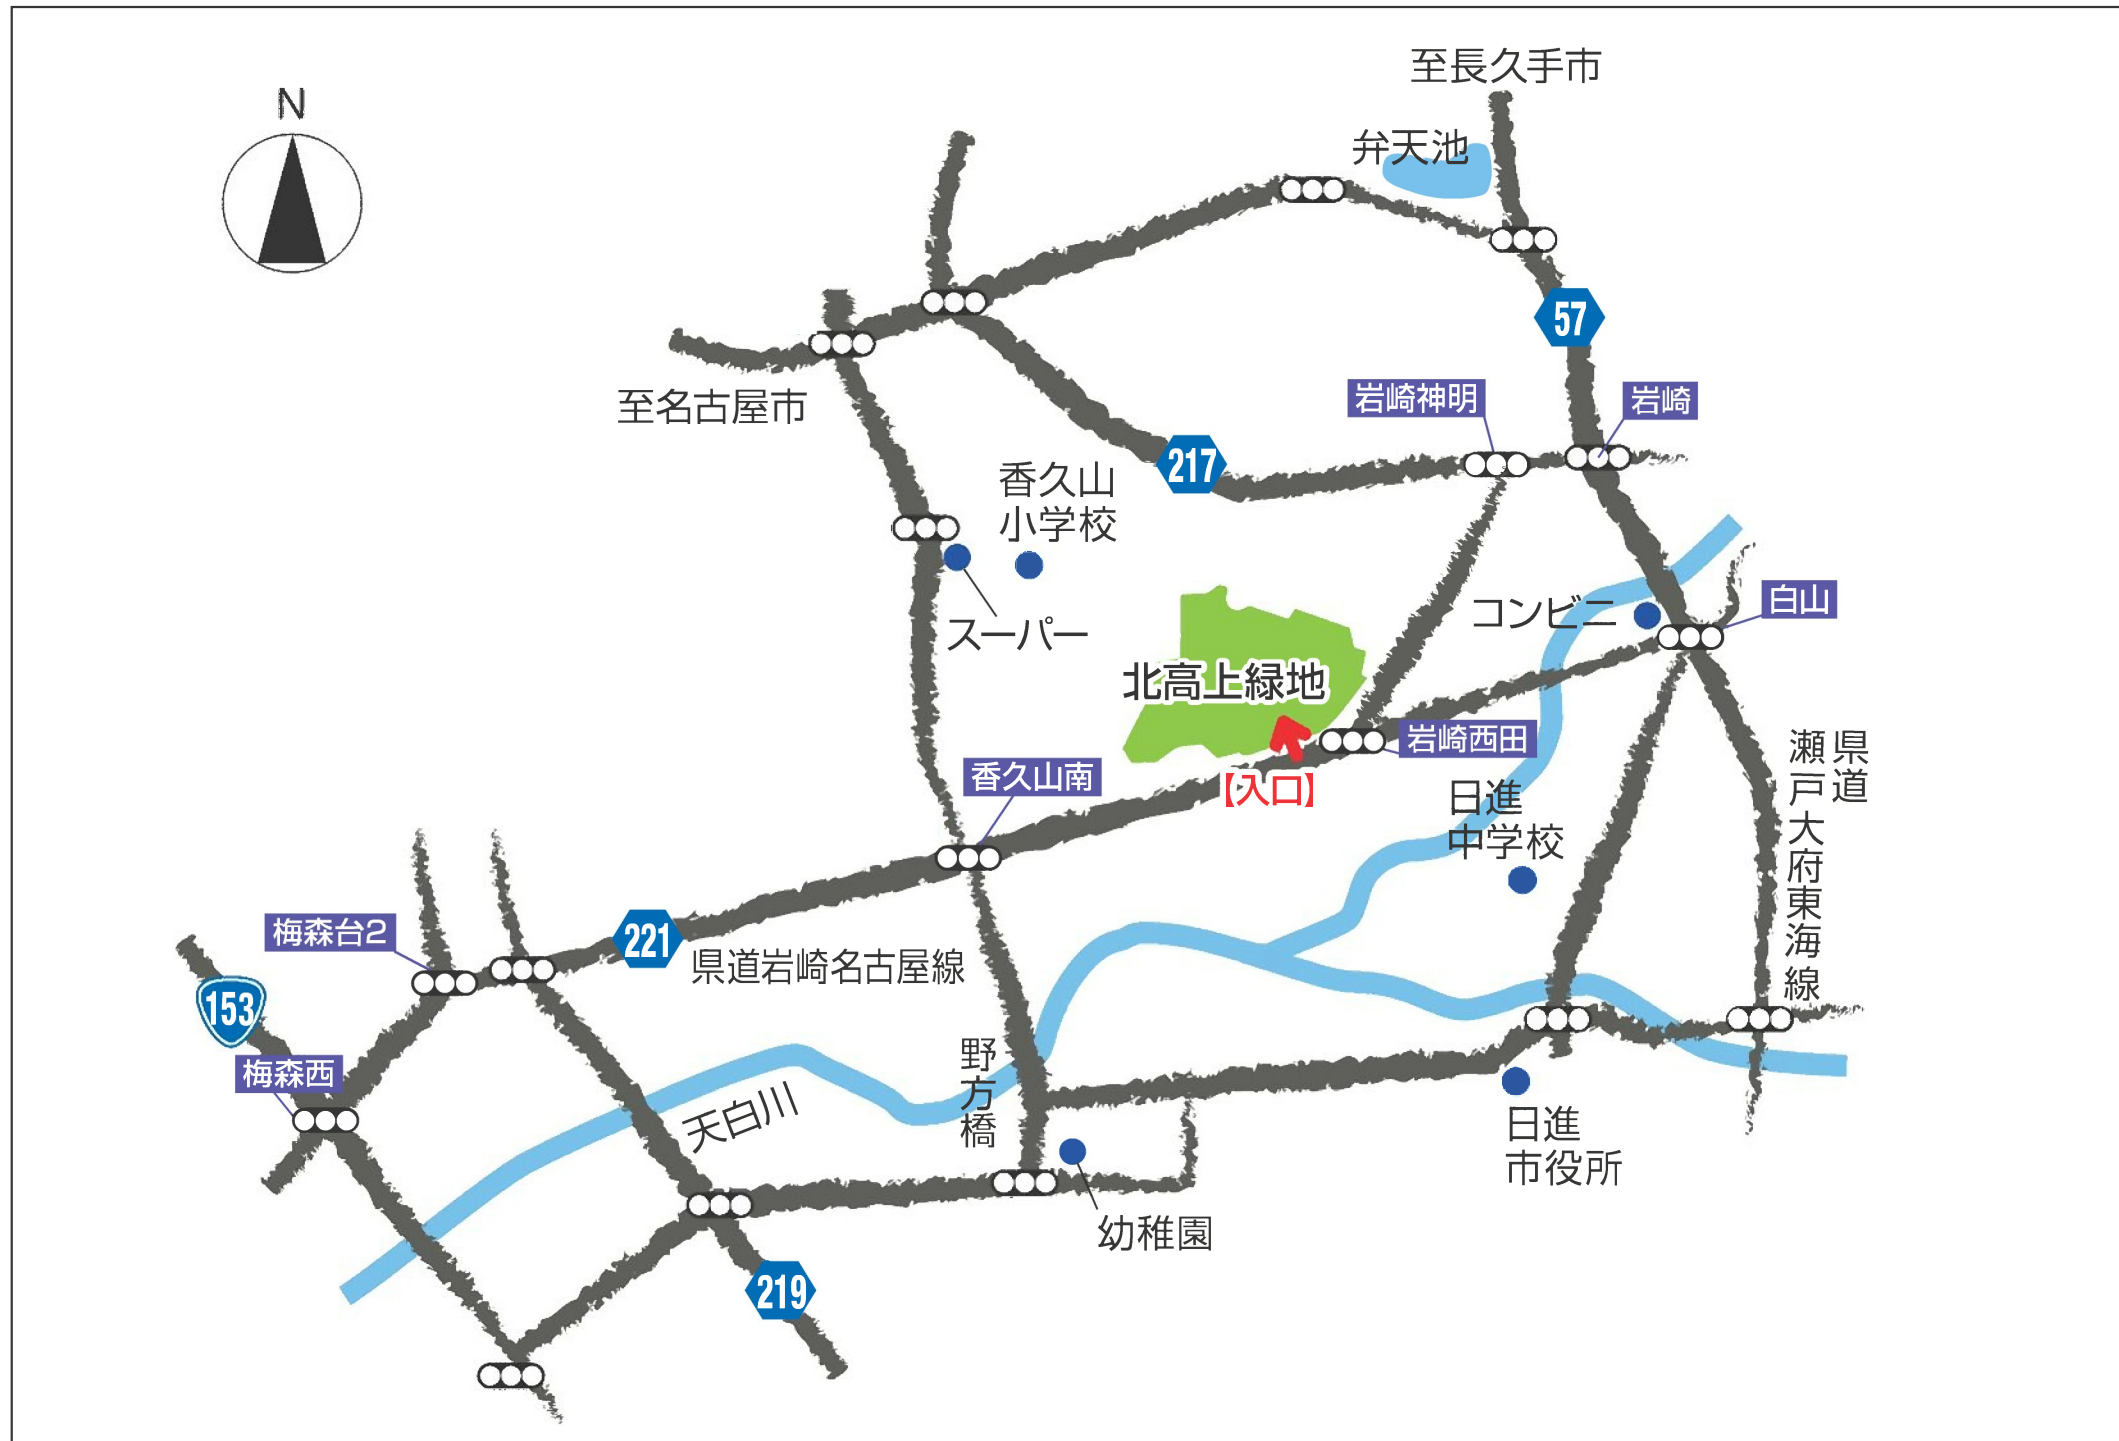 至長久手市
N
弁天池
57
至名古屋市
岩崎神明
岩崎
217
香久山
小学校
スーパー
コンビニ
白山
北高上緑地
岩崎西田
【入口】
香久山南
日進
中学校
県道
瀬戸大府東海線
梅森台2
221
県道岩崎名古屋線
153
梅森西
野方橋
天白川
日進
市役所
幼稚園
219